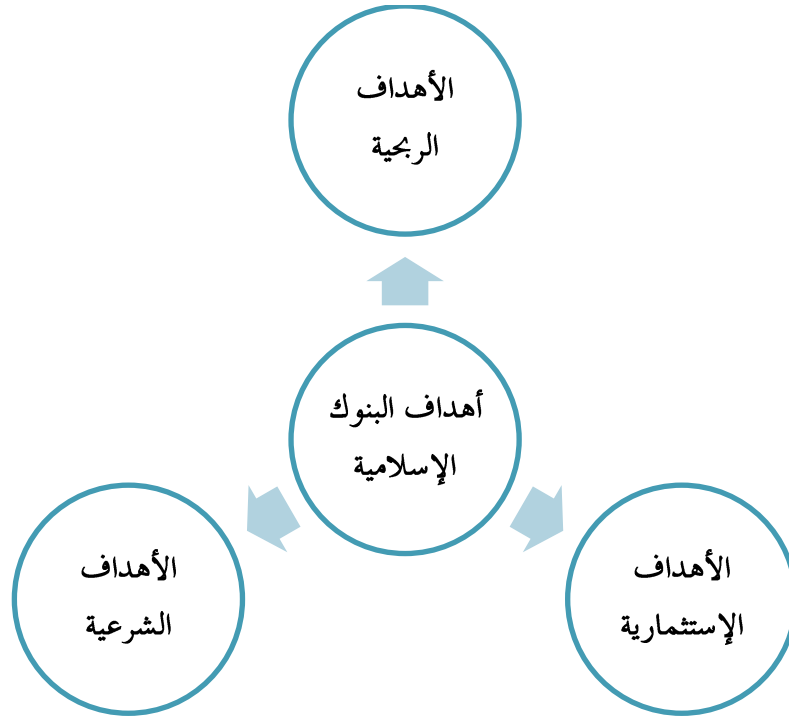 الأهداف
الربحية
أهداف البنوك
الإسلامية
الأهداف
الإستثمارية
الأهداف
الشرعية